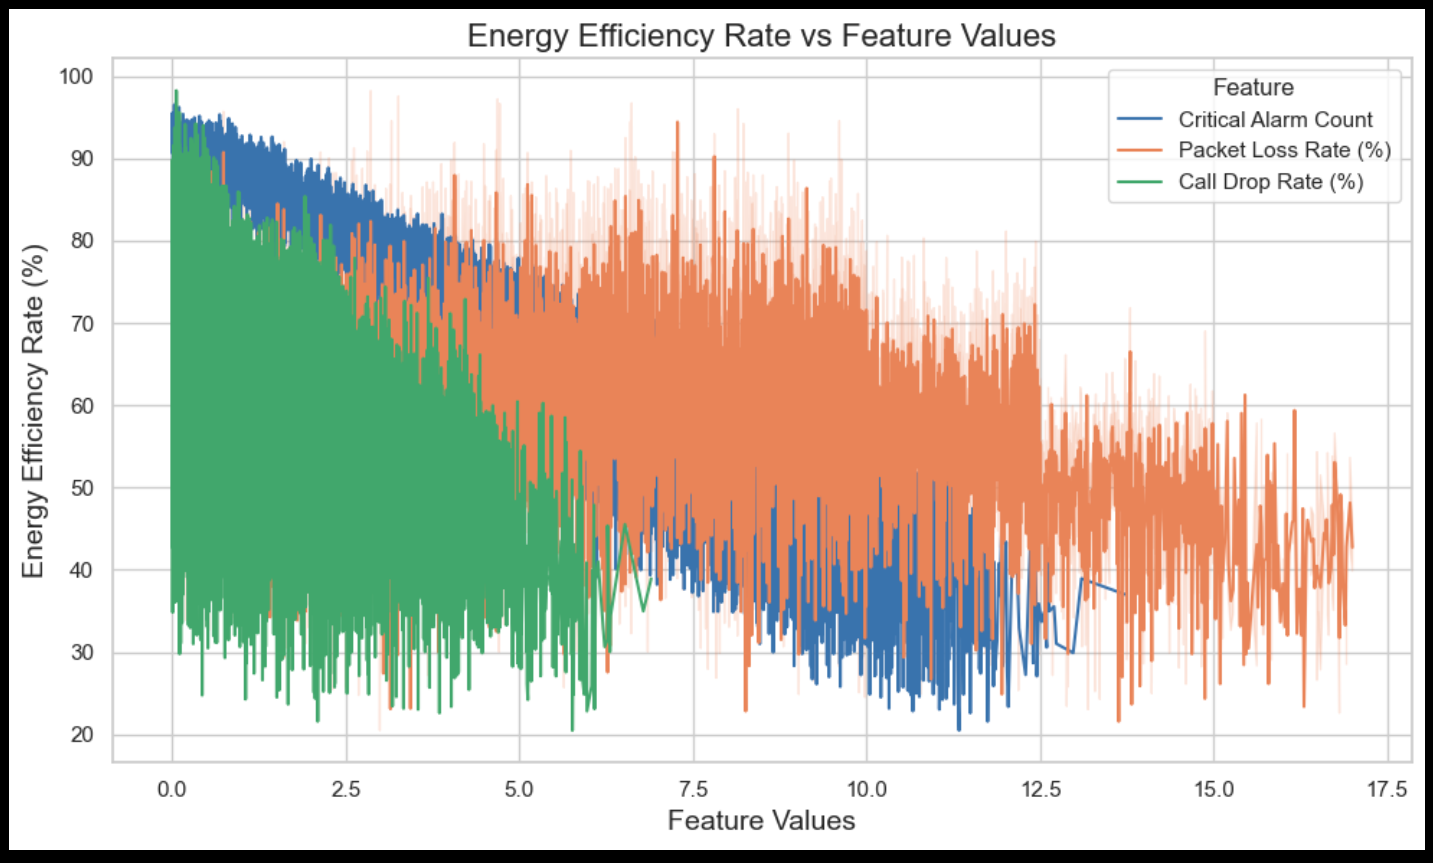 Energy Efficiency Rate vs Feature Values
Feature
Critical Alarm Count
Packet Loss Rate (%)
Call Drop Rate (%)
Energy Efficiency Rate (%)
100
90
80
70
60
50
40
30
20
0.0 2.5 5.0 7.5 10.0 12.5 15.0 17.5
Feature Values